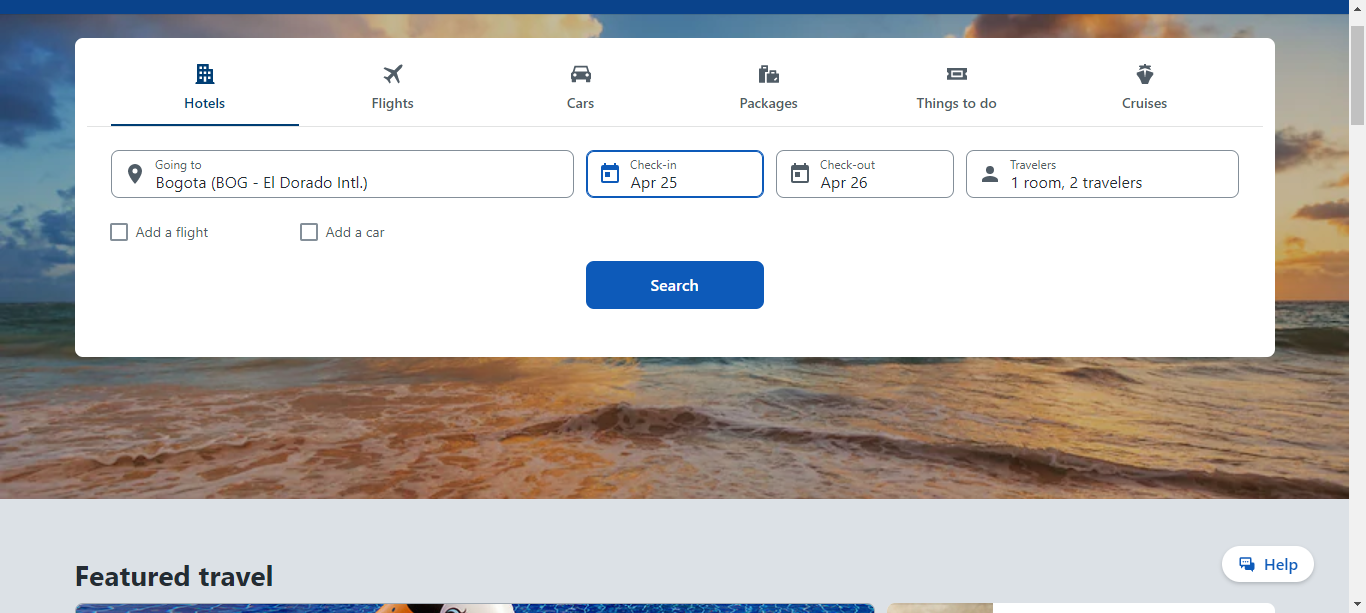 Hotels
Flights
Cars
Packages
Things to do
Cruises
Going to
Bogota (BOG - El Dorado Intl.)
Check-in
Apr 25
Check-out
Apr 26
Travelers
1 room, 2 travelers
Add a flight
Add a car
Search
Help
Featured travel